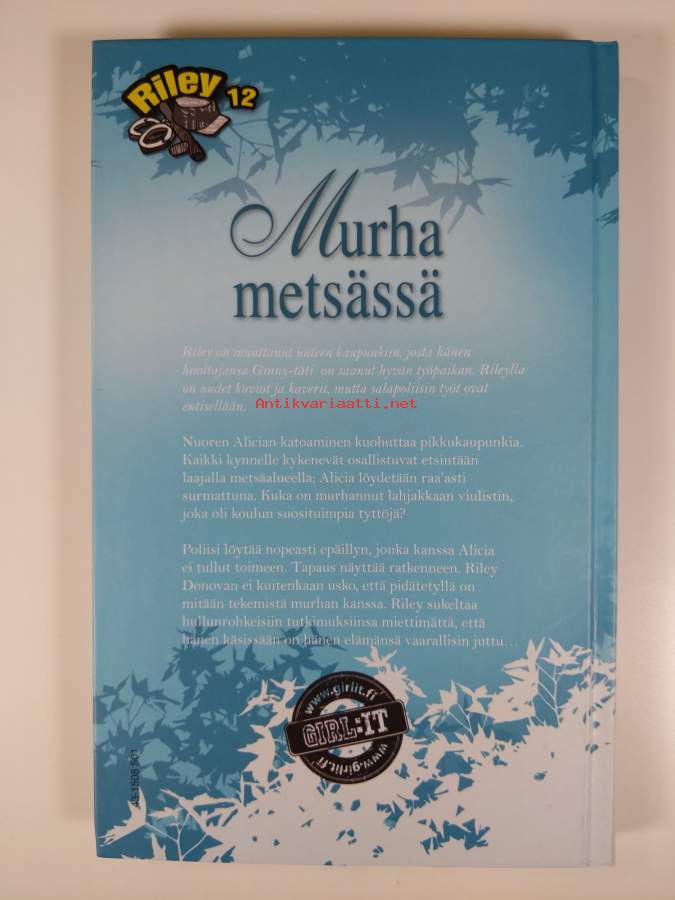 Riley 12
Murha
metsässä
Riley on muuttanut uuteen kaupunkiin, josta hänen
huoltajansa Ginny-täti on saanut hyvän työpaikan. Rileyllä
on uudet kuviot ja kaverit, mutta salapoliisin työt ovat
entisellään.
Antikvariaatti.net
Nuoren Alician katoaminen kuohuttaa pikkukaupunkia.
Kaikki kynnelle kykenevät osallistuvat etsintään
laajalla metsäalueella; Alicia löydetään raa'asti
surmattuna. Kuka on murhannut lahjakkaan viulistin,
joka oli koulun suosituimpia tyttöjä?
Poliisi löytää nopeasti epäillyn, jonka kanssa Alicia
ei tullut toimeen. Tapaus näyttää ratkenneen. Riley
Donovan ei kuitenkaan usko, että pidätetyllä on
mitään tekemistä murhan kanssa. Riley sukeltaa
hullunrohkeisiin tutkimuksiinsa miettimättä, että
hänen käsissään on hänen elämänsä vaarallisin juttu…
www.girlit.fi
GIRL:IT
www.girlit.fi
43-1508-501